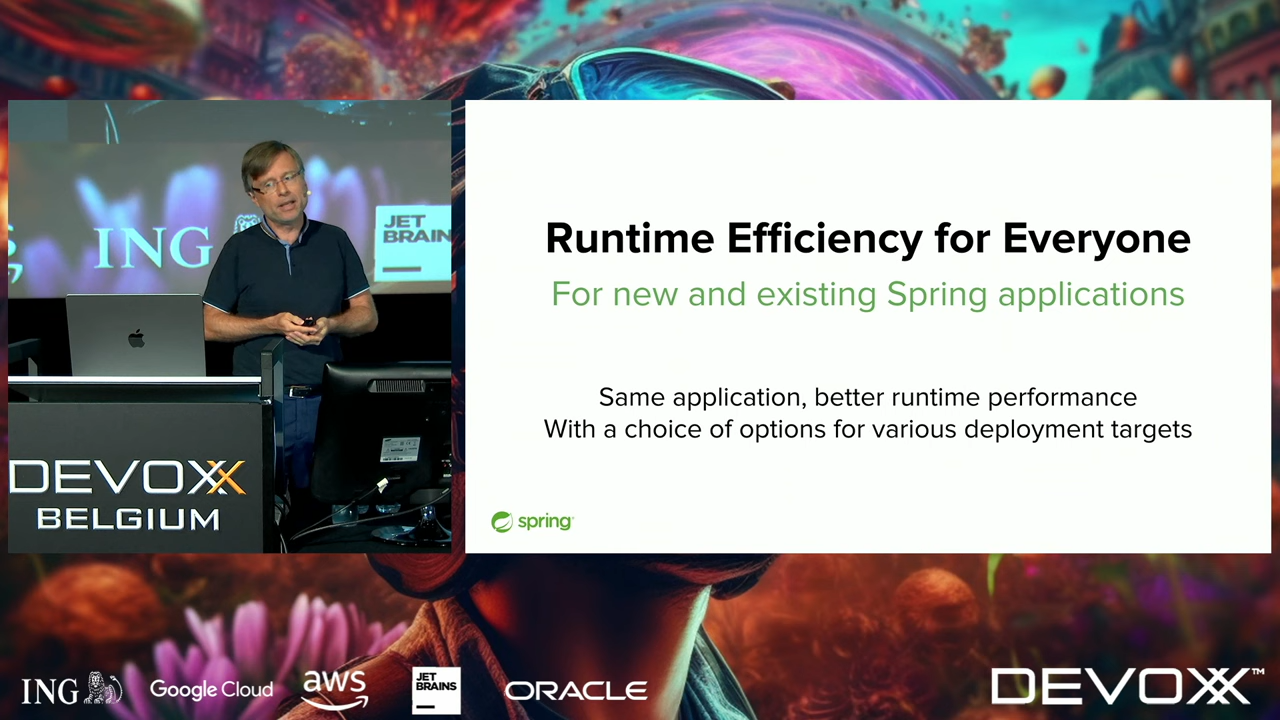 ING
JET
BRAINS
DEVOXX
BELGIUM
Runtime Efficiency for Everyone
For new and existing Spring applications
Same application, better runtime performance
With a choice of options for various deployment targets
spring
ING
Google Cloud
aws
JET
BRAINS
ORACLE
DEVOXX™